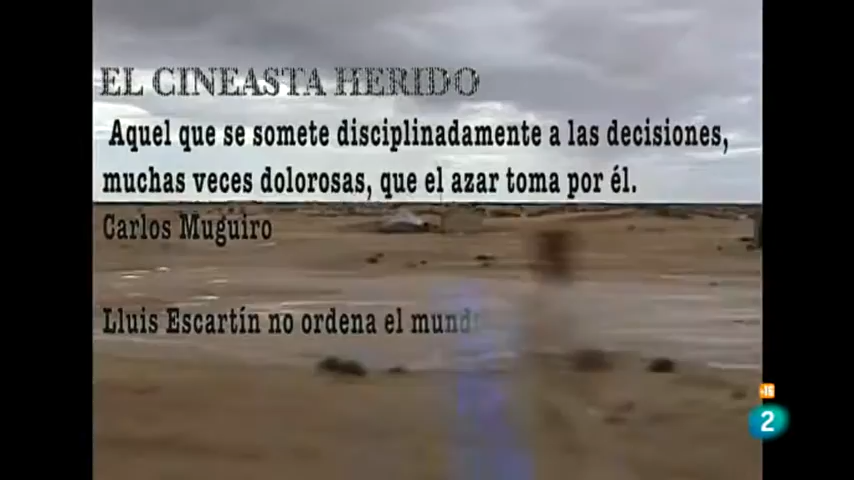 EL CINEASTA HERIDO
Aquel que se somete disciplinadamente a las decisiones,
muchas veces dolorosas, que el azar toma por él.
Carlos Muguiro
Lluis Escartín no ordena el mund
+16
2